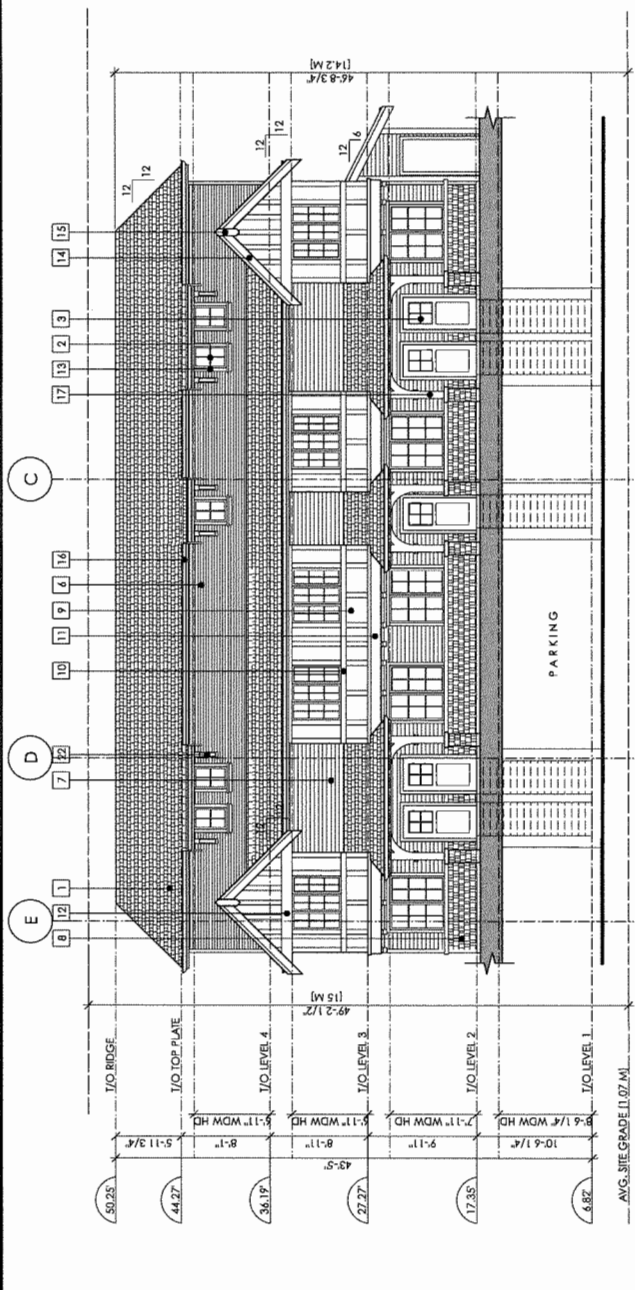 E
D
C
8
12
1
7
22
10
11
9
6
16
17
13
2
3
14
15
50.25'
T/O RIDGE
44.27'
T/O TOP PLATE
36.19'
T/O LEVEL 4
27.27'
T/O LEVEL 3
17.35'
T/O LEVEL 2
6.82'
T/O LEVEL 1
AVG. SITE GRADE [1.07 M]
43'-5"
5'-11 3/4"
8'-1"
8'-11"
9'-11"
10'-6 1/4"
6'-11" WDW HD
6'-11" WDW HD
7'-11" WDW HD
8'-6 1/4" WDW HD
49'-2 1/2"
[15 M]
46'-8 3/4"
[14.2 M]
12
12
12
12
12
12
12
6
PARKING